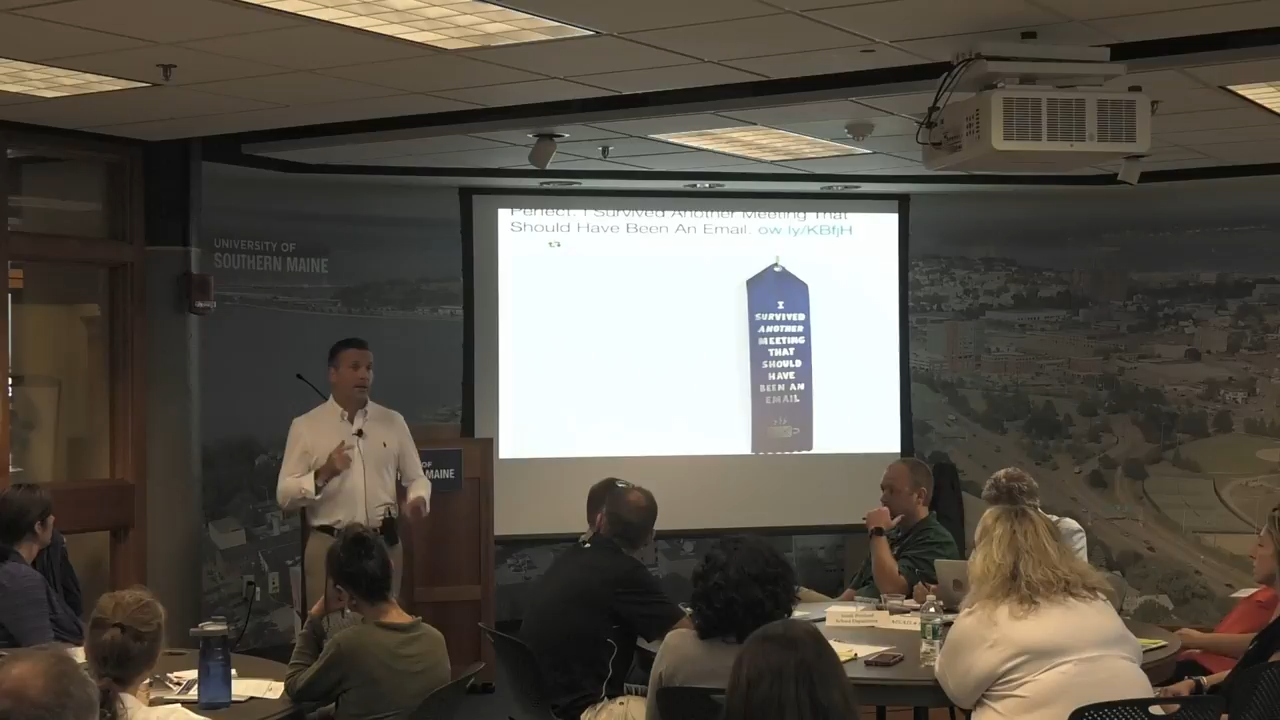 UNIVERSITY OF
SOUTHERN MAINE
Perfect. I Survived Another Meeting That
Should Have Been An Email. ow.ly/KBfjH
I
SURVIVED
ANOTHER
MEETING
THAT
SHOULD
HAVE
BEEN AN
EMAIL
OF
MAINE